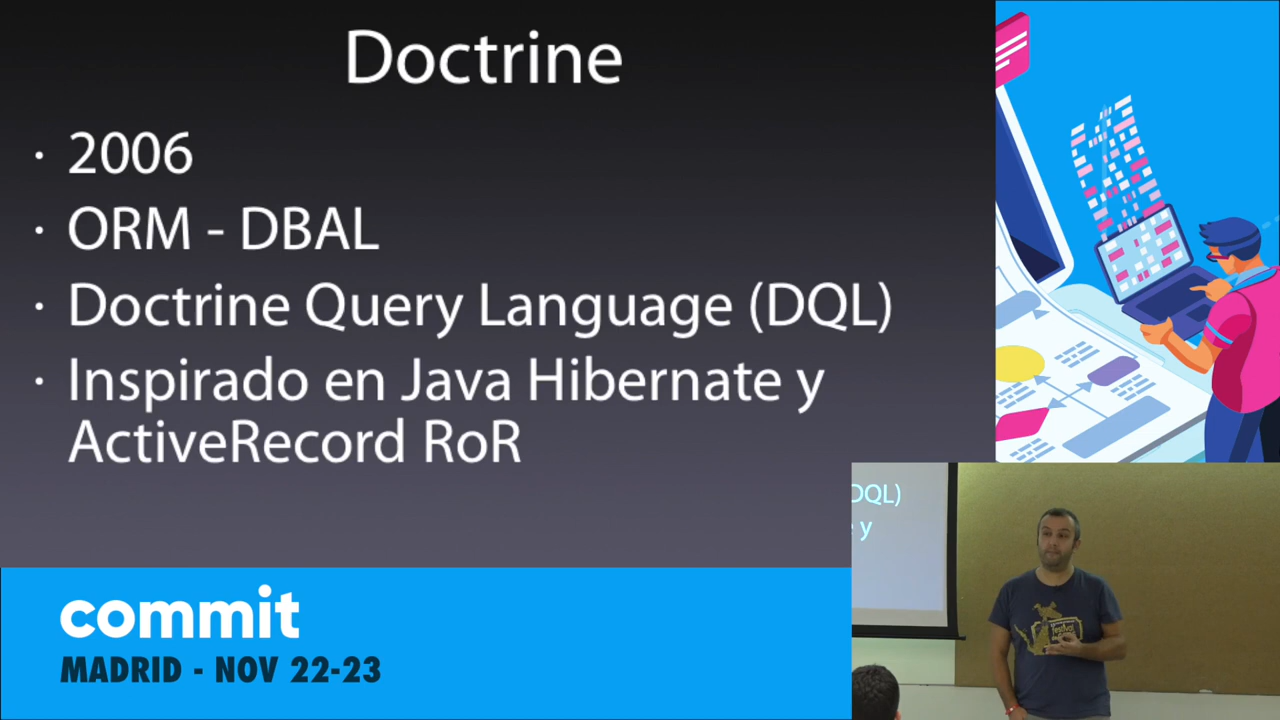 Doctrine
· 2006
· ORM - DBAL
· Doctrine Query Language (DQL)
· Inspirado en Java Hibernate y
ActiveRecord RoR
DQL)
y
festival
commit
MADRID - NOV 22-23